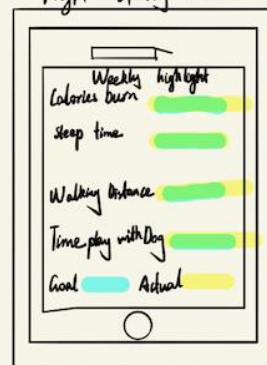 Weekly highlight
Calories burn
Sleep time
Walking Distance
Time play with Dog
Goal Actual